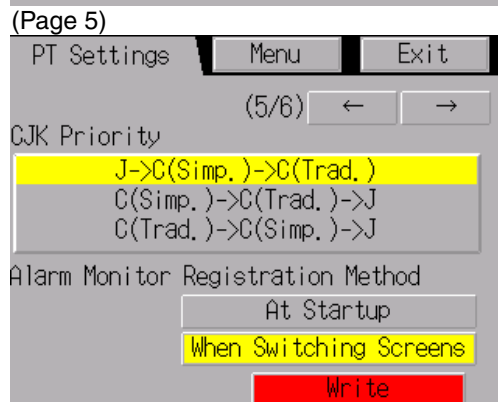 (Page 5)
PT Settings Menu Exit
(5/6) ← →
CJK Priority
J->C(Simp.)->C(Trad.)
C(Simp.)->C(Trad.)->J
C(Trad.)->C(Simp.)->J
Alarm Monitor Registration Method
At Startup
When Switching Screens
Write